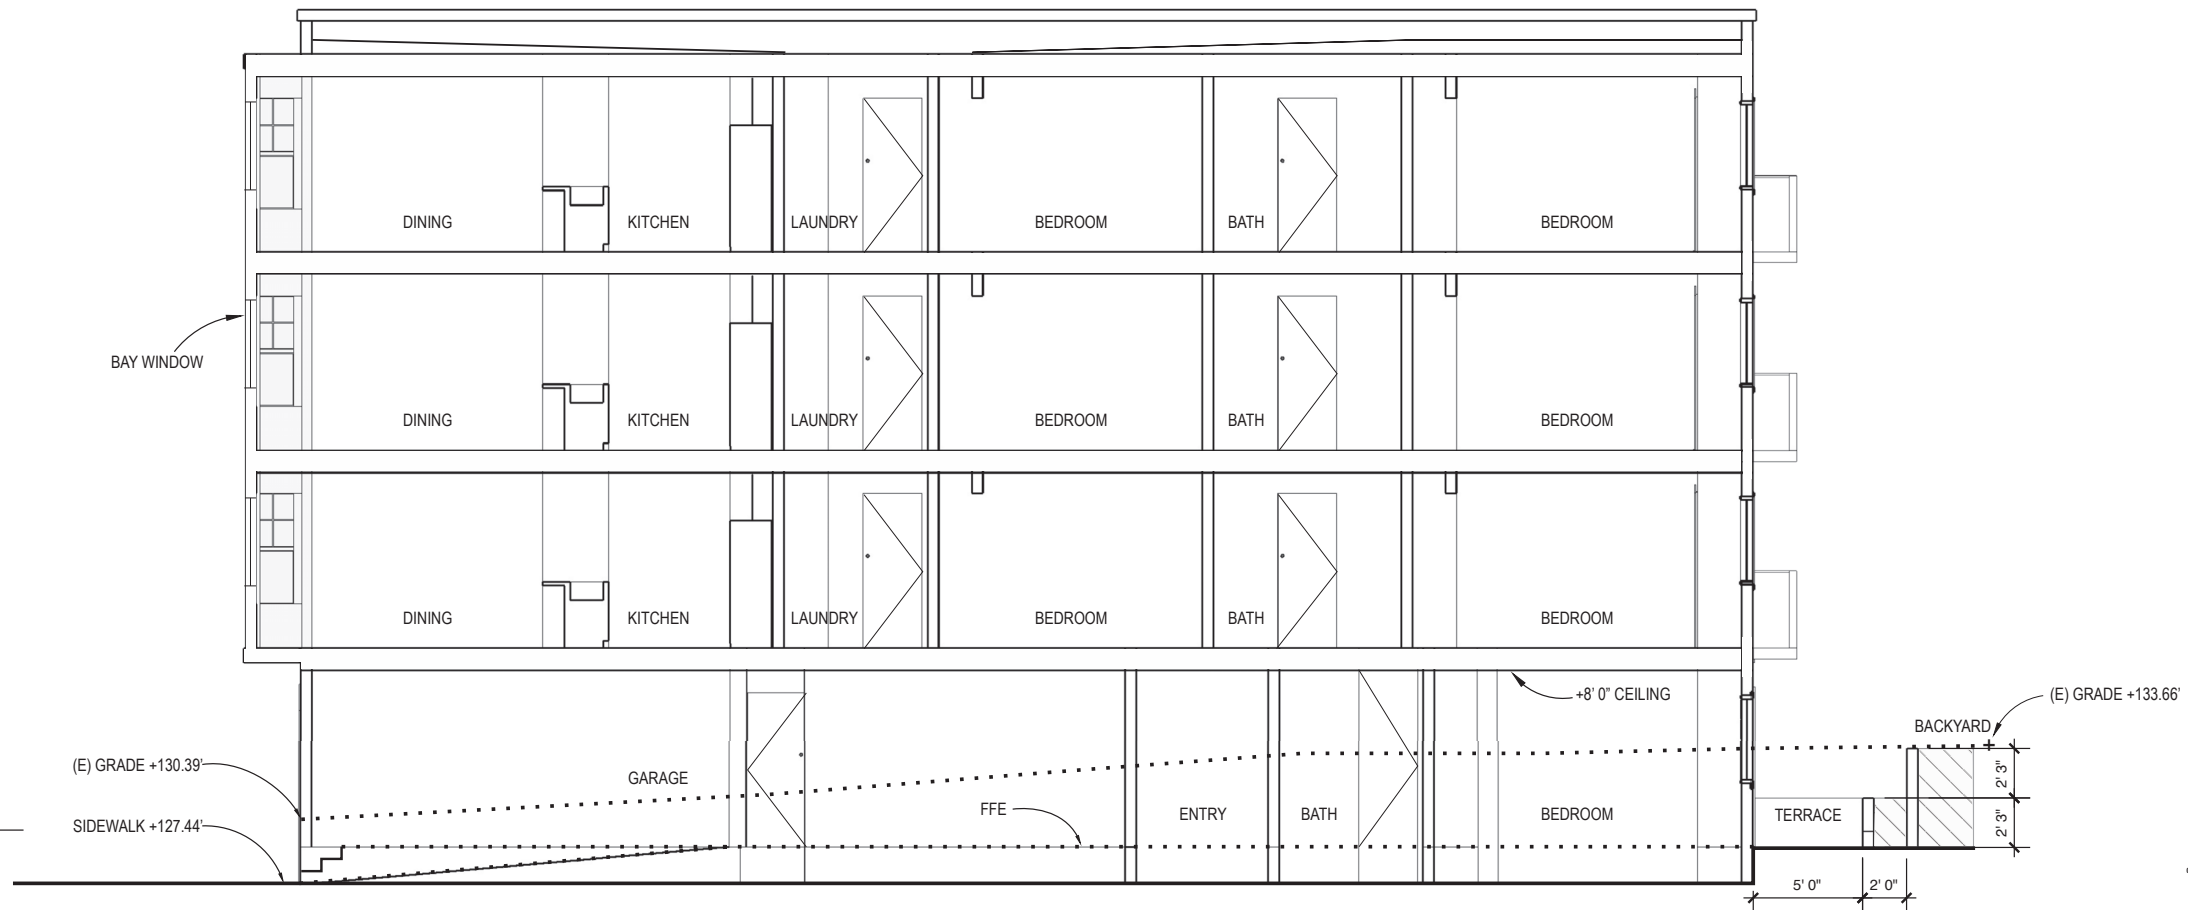 DINING KITCHEN LAUNDRY BEDROOM BATH BEDROOM
BAY WINDOW
DINING KITCHEN LAUNDRY BEDROOM BATH BEDROOM
DINING KITCHEN LAUNDRY BEDROOM BATH BEDROOM
+8' 0" CEILING
(E) GRADE +133.66'
BACKYARD
(E) GRADE +130.39'
GARAGE
2' 3"
FFE
SIDEWALK +127.44'
ENTRY BATH BEDROOM TERRACE
2' 3"
5' 0" 2' 0"